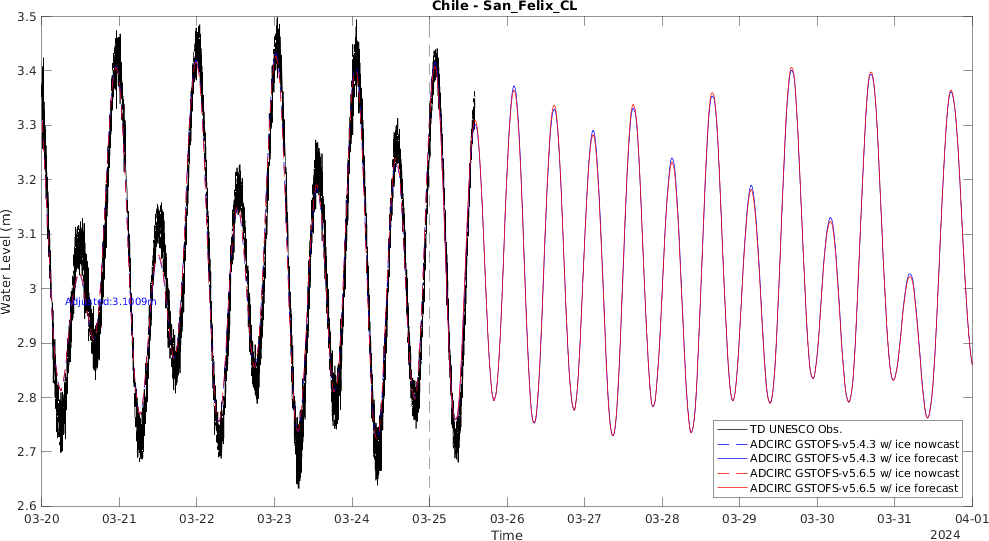 Chile - San_Felix_CL
3.5
3.4
3.3
3.2
3.1
3
2.9
2.8
2.7
2.6
Water Level (m)
Adjusted:3.1009m
TD UNESCO Obs.
ADCIRC GSTOFS-v5.4.3 w/ ice nowcast
ADCIRC GSTOFS-v5.4.3 w/ ice forecast
ADCIRC GSTOFS-v5.6.5 w/ ice nowcast
ADCIRC GSTOFS-v5.6.5 w/ ice forecast
03-20 03-21 03-22 03-23 03-24 03-25 03-26 03-27 03-28 03-29 03-30 03-31 04-01
Time
2024